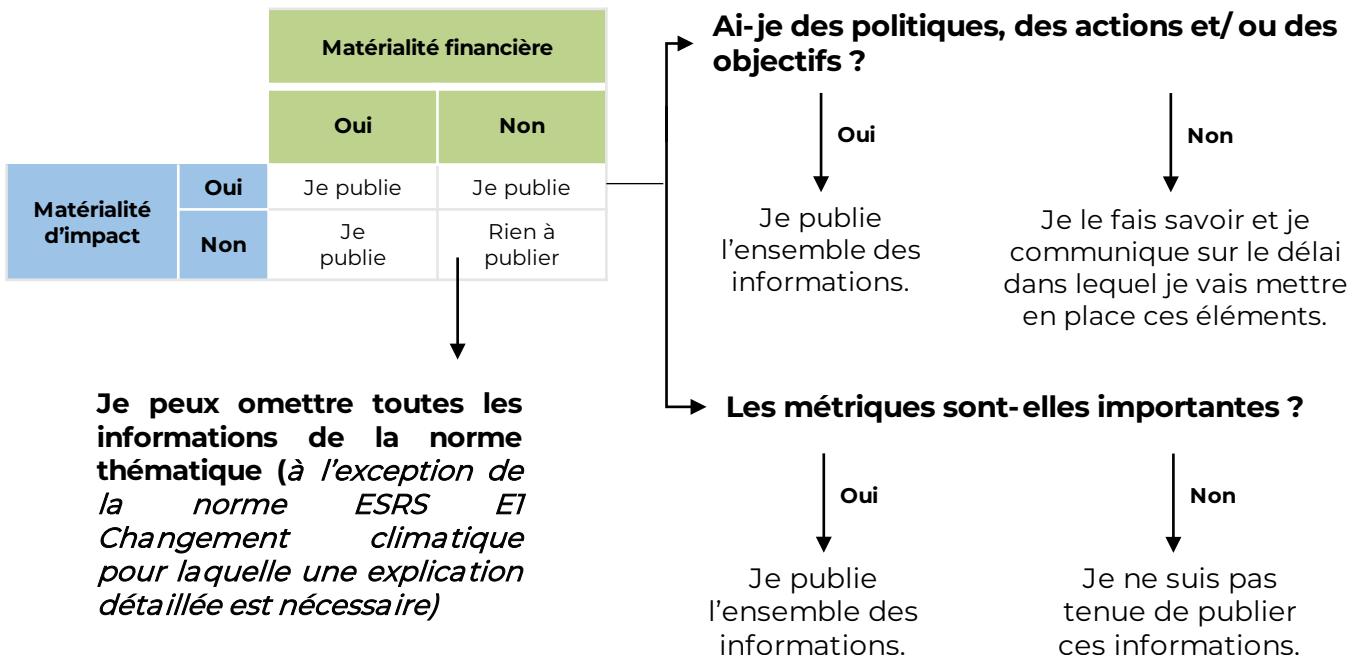 Matérialité financière
Oui
Non
Matérialité
d'impact
Oui
Je publie
Je publie
Non
Je
publie
Rien à
publier
Je peux omettre toutes les
informations de la norme
thématique (à l'exception de
la norme ESRS E1
Changement climatique
pour laquelle une explication
détaillée est nécessaire)
Ai-je des politiques, des actions et/ ou des
objectifs ?
Oui
Non
Je publie
l'ensemble des
informations.
Je le fais savoir et je
communique sur le délai
dans lequel je vais mettre
en place ces éléments.
Les métriques sont-elles importantes ?
Oui
Non
Je publie
l'ensemble des
informations.
Je ne suis pas
tenue de publier
ces informations.